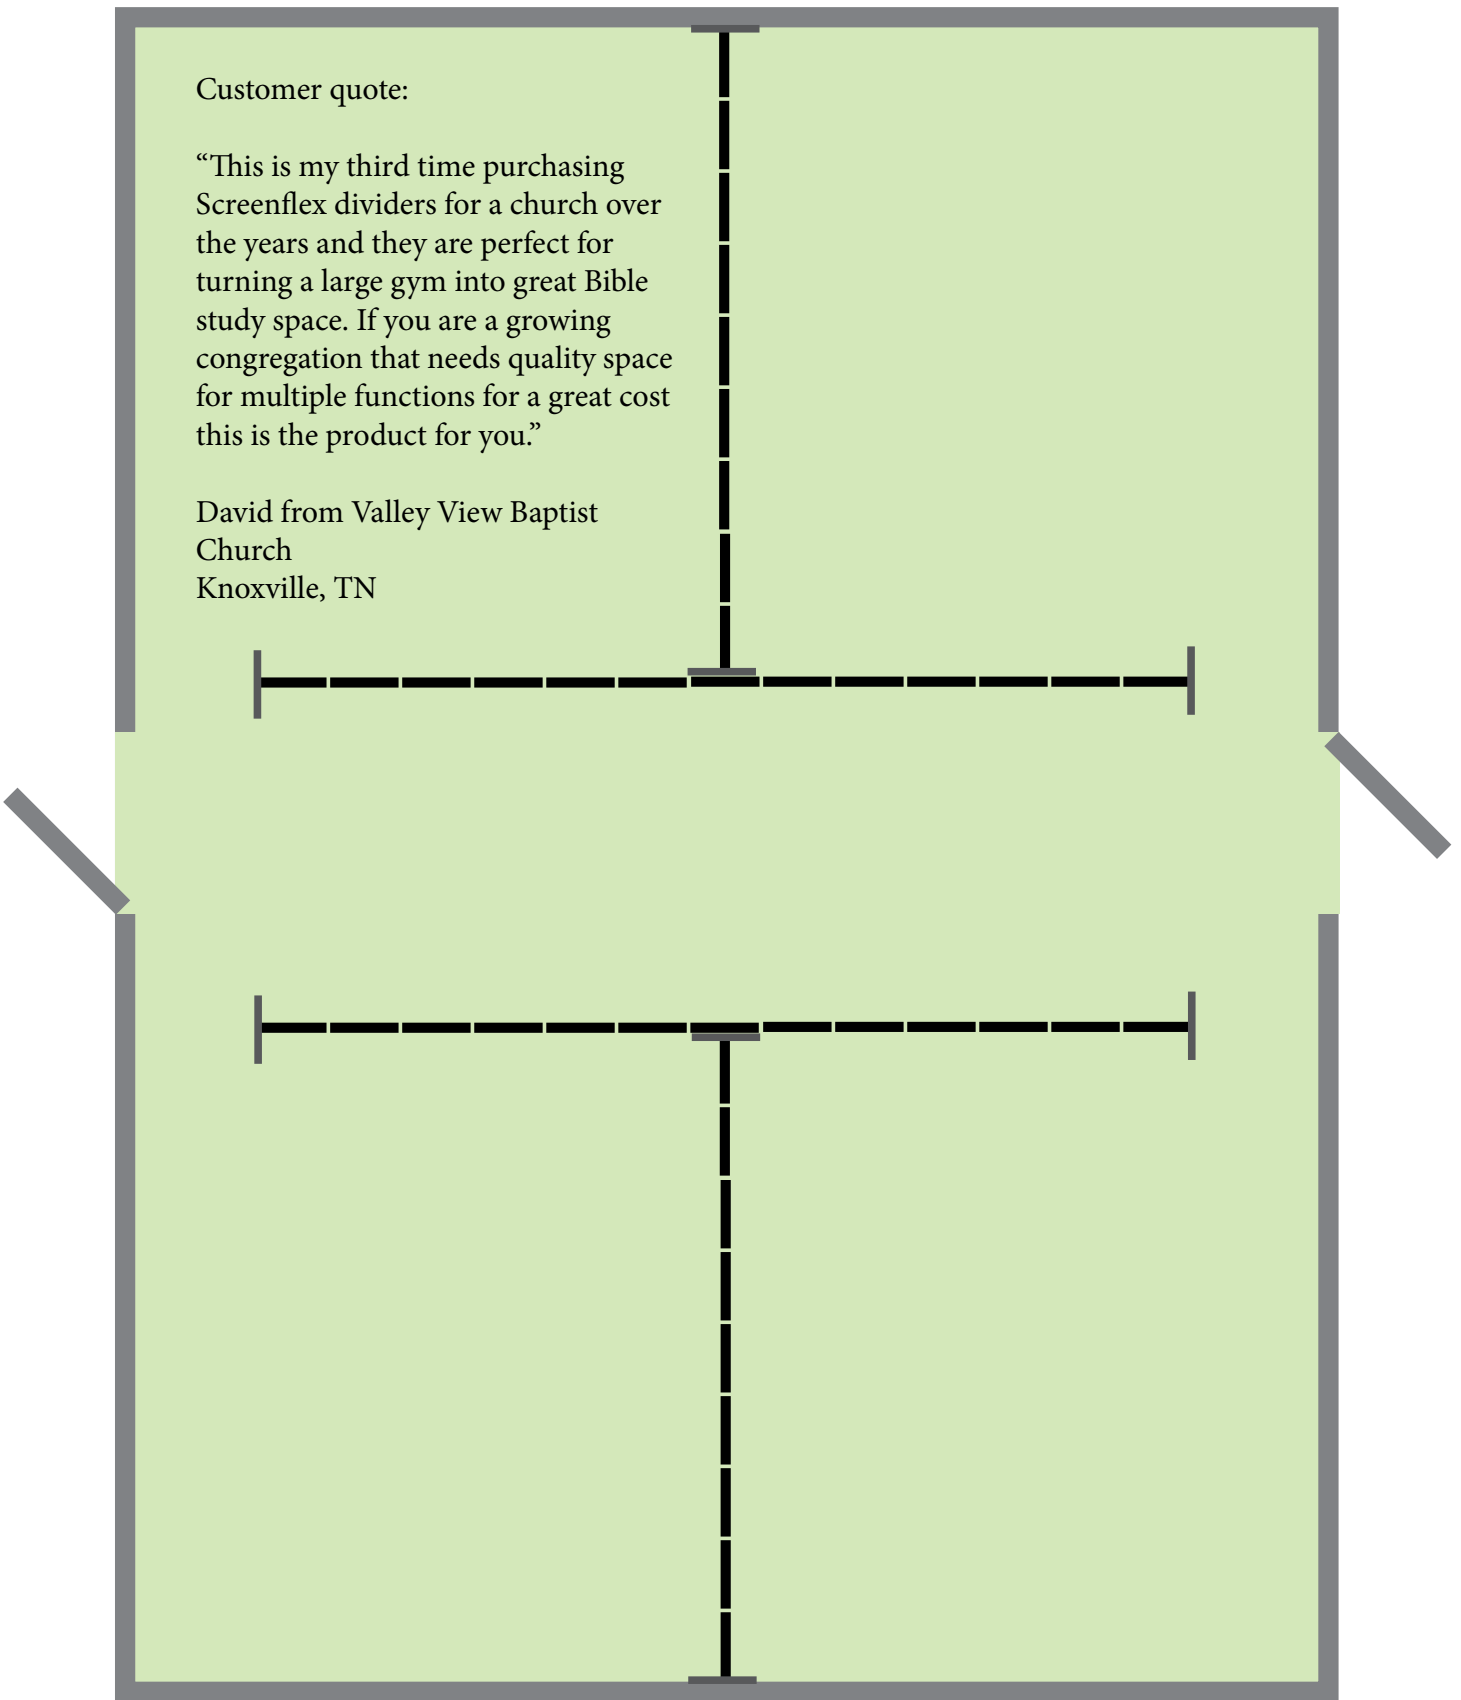 Customer quote:
“This is my third time purchasing
Screenflex dividers for a church over
the years and they are perfect for
turning a large gym into great Bible
study space. If you are a growing
congregation that needs quality space
for multiple functions for a great cost
this is the product for you.”
David from Valley View Baptist
Church
Knoxville, TN